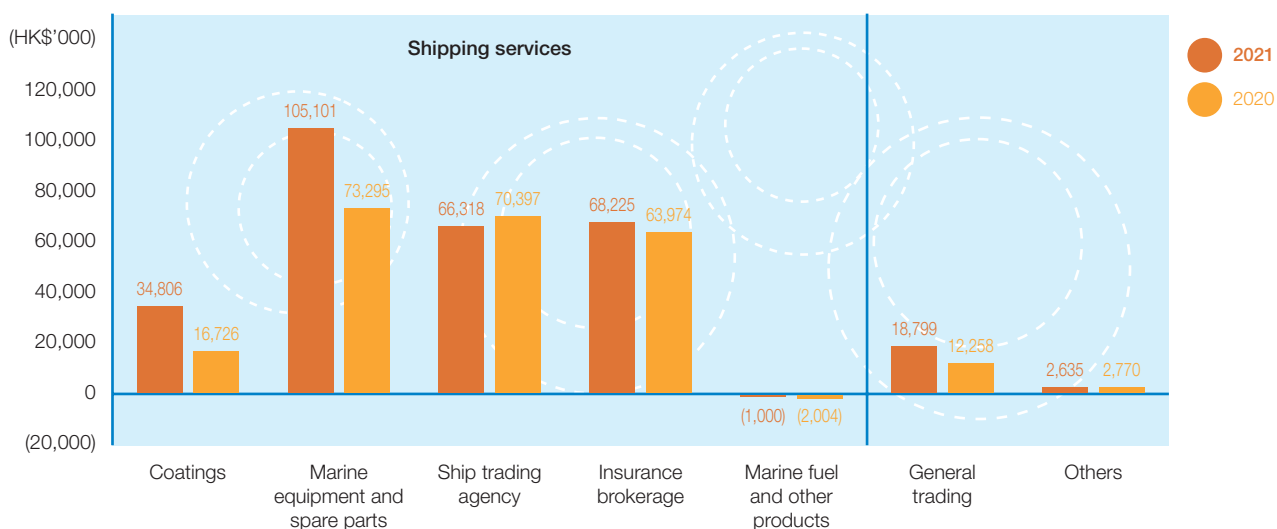 (HK$'000)
Shipping services
2021
2020
120,000
100,000
80,000
60,000
40,000
20,000
0
(20,000)
34,806
16,726
105,101
73,295
66,318
70,397
68,225
63,974
(1,000)
(2,004)
18,799
12,258
2,635
2,770
Coatings
Marine
equipment and
spare parts
Ship trading
agency
Insurance
brokerage
Marine fuel
and other
products
General
trading
Others